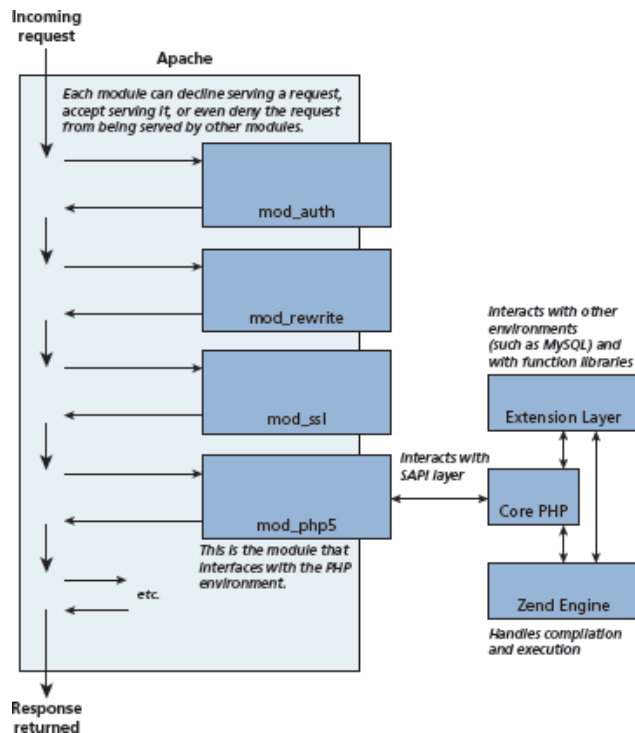 Incoming
request
Apache
Each module can decline serving a request,
accept serving it, or even deny the request
from being served by other modules.
mod_auth
mod_rewrite
mod_ssl
mod_php5
This is the module that
interfaces with the PHP
environment.
etc.
Response
returned
Interacts with
SAPI layer
Interacts with other
environments
(such as MySQL) and
with function libraries
Extension Layer
Core PHP
Zend Engine
Handles compilation
and execution